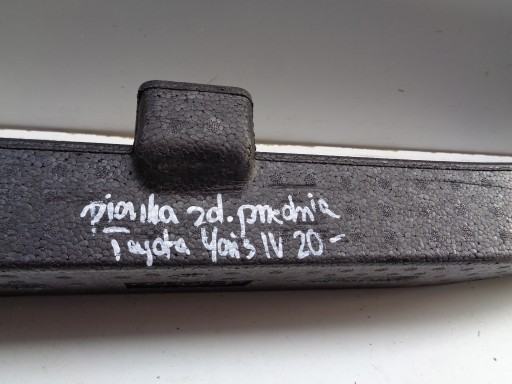 pianka zd. przednia
Toyota Yaris IV 20-